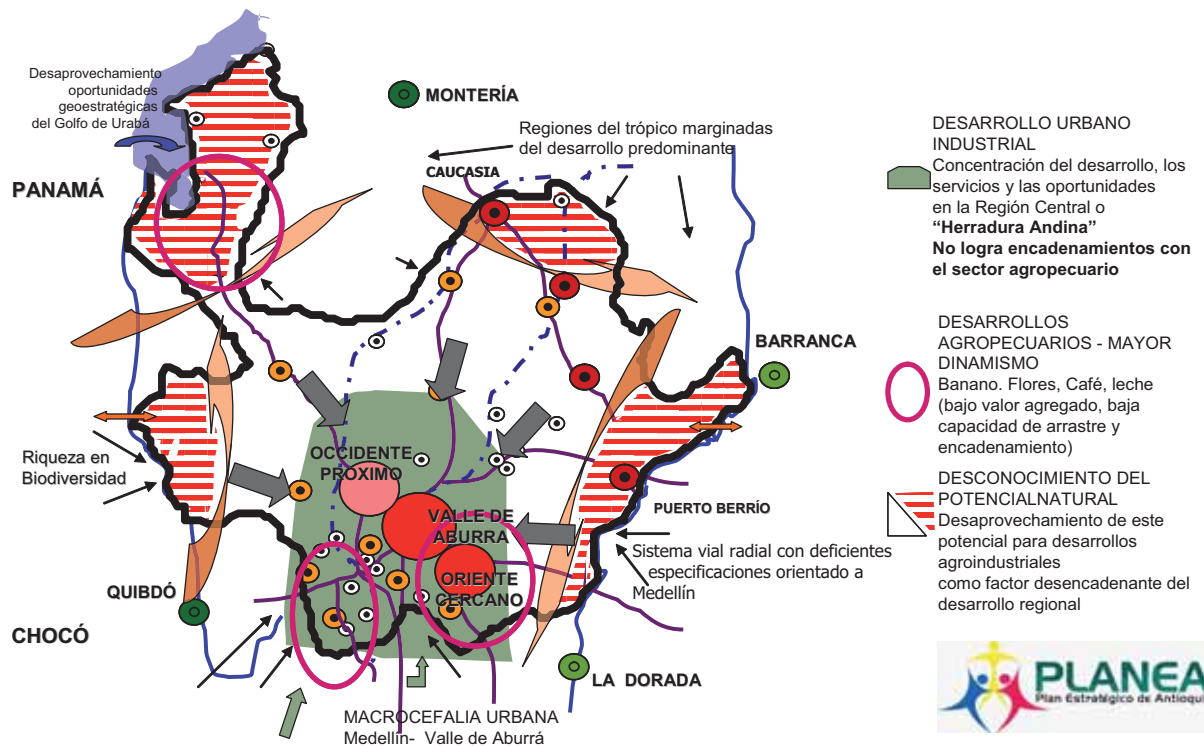 Desaprovechamiento
oportunidades
geoestratégicas
del Golfo de Urabá
MONTERÍA
Regiones del trópico marginadas
del desarrollo predominante
CAUCASIA
PANAMÁ
BARRANCA
Riqueza en
Biodiversidad
OCCIDENTE
PRÓXIMO
VALLE DE
ABURRA
ORIENTE
CERCANO
PUERTO BERRÍO
Sistema vial radial con deficientes
especificaciones orientado a
Medellín
QUIBDÓ
CHOCÓ
LA DORADA
MACROCEFALIA URBANA
Medellín- Valle de Aburrá
DESARROLLO URBANO
INDUSTRIAL
Concentración del desarrollo, los
servicios y las oportunidades
en la Región Central o
“Herradura Andina”
No logra encadenamientos con
el sector agropecuario
DESARROLLOS
AGROPECUARIOS - MAYOR
DINAMISMO
Banano. Flores, Café, leche
(bajo valor agregado, baja
capacidad de arrastre y
encadenamiento)
DESCONOCIMIENTO DEL
POTENCIALNATURAL
Desaprovechamiento de este
potencial para desarrollos
agroindustriales
como factor desencadenante del
desarrollo regional
PLANEA
Plan Estratégico de Antioqui